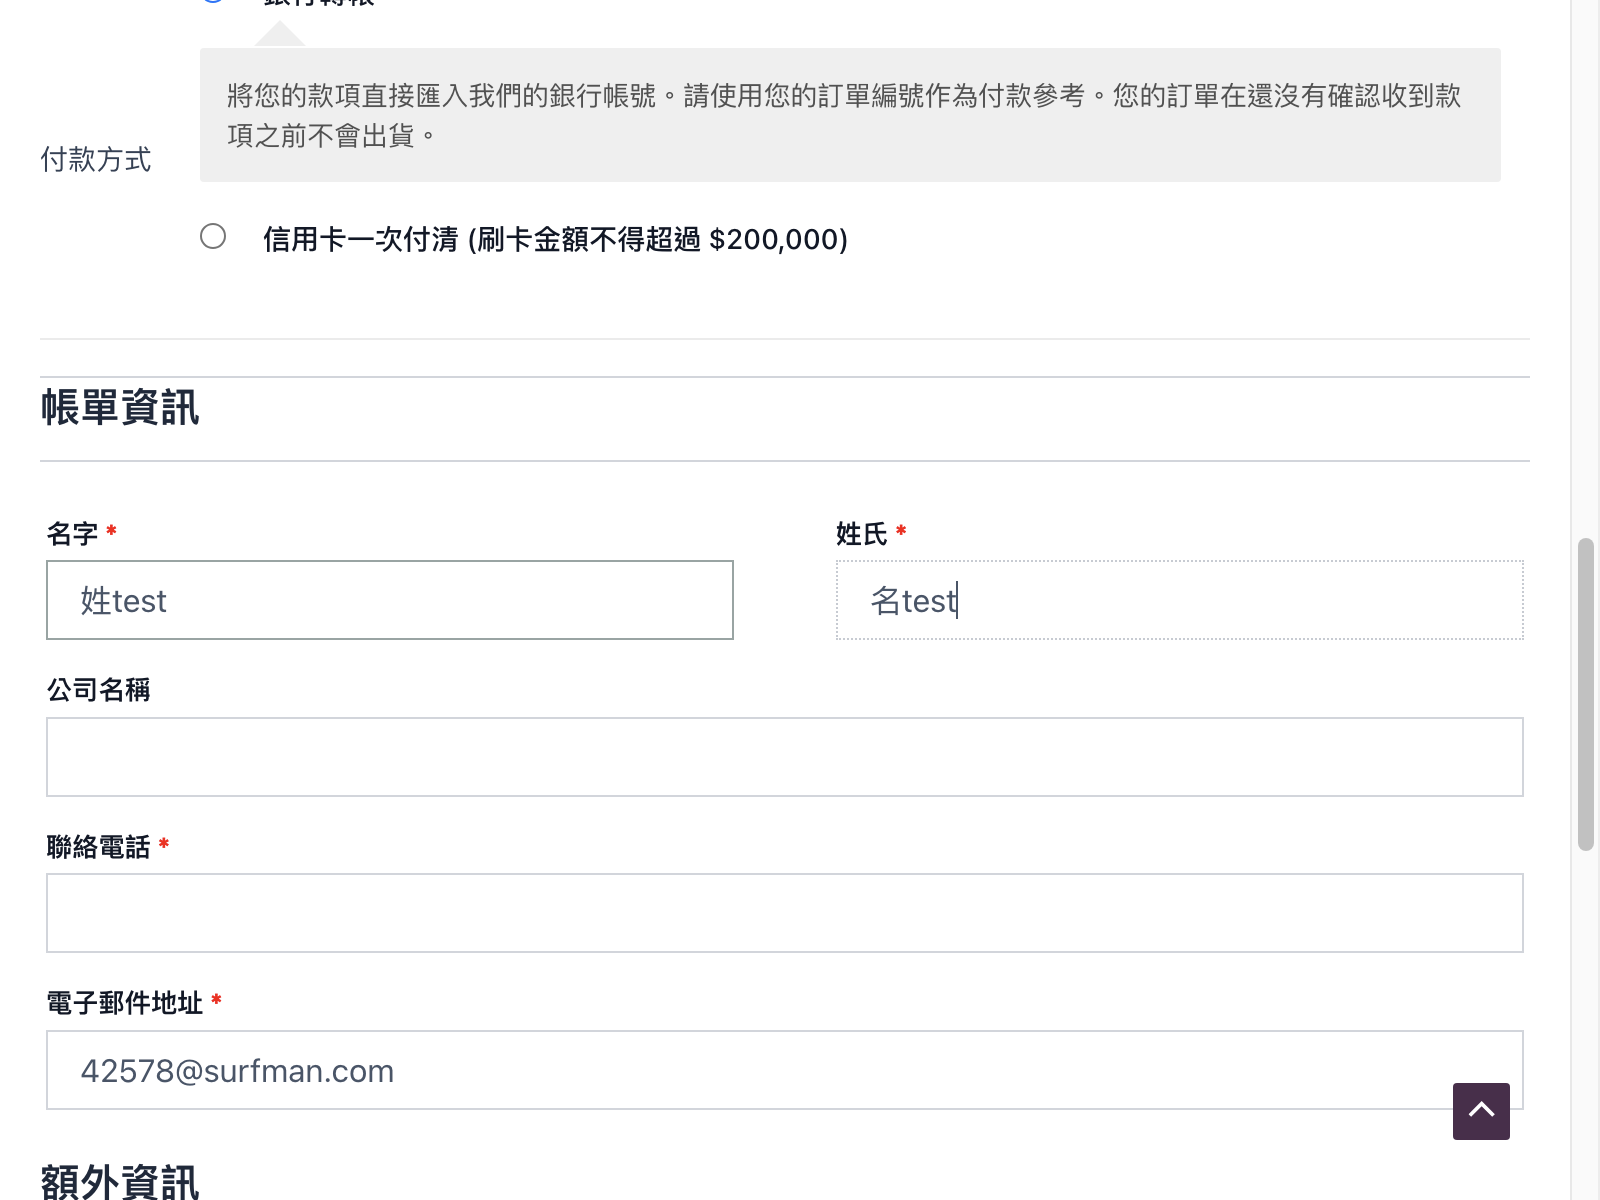 將您的款項直接匯入我們的銀行帳號。請使用您的訂單編號作為付款參考。您的訂單在還沒有確認收到款
項之前不會出貨。
付款方式
信用卡一次付清 (刷卡金額不得超過 $200,000)
帳單資訊
名字 *
姓氏 *
姓test
名test
公司名稱
聯絡電話 *
電子郵件地址 *
42578@surfman.com
額外資訊